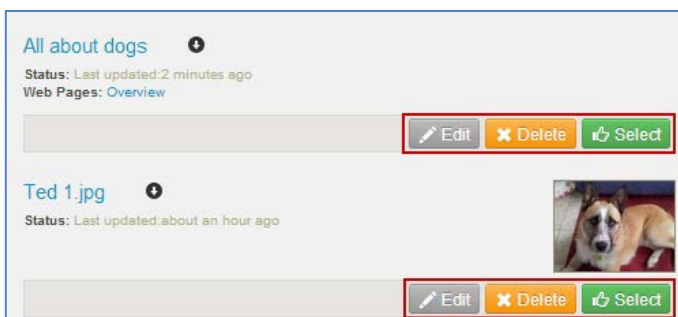 All about dogs
Status: Last updated:2 minutes ago
Web Pages: Overview
Edit Delete Select
Ted 1.jpg
Status: Last updated:about an hour ago
Edit Delete Select